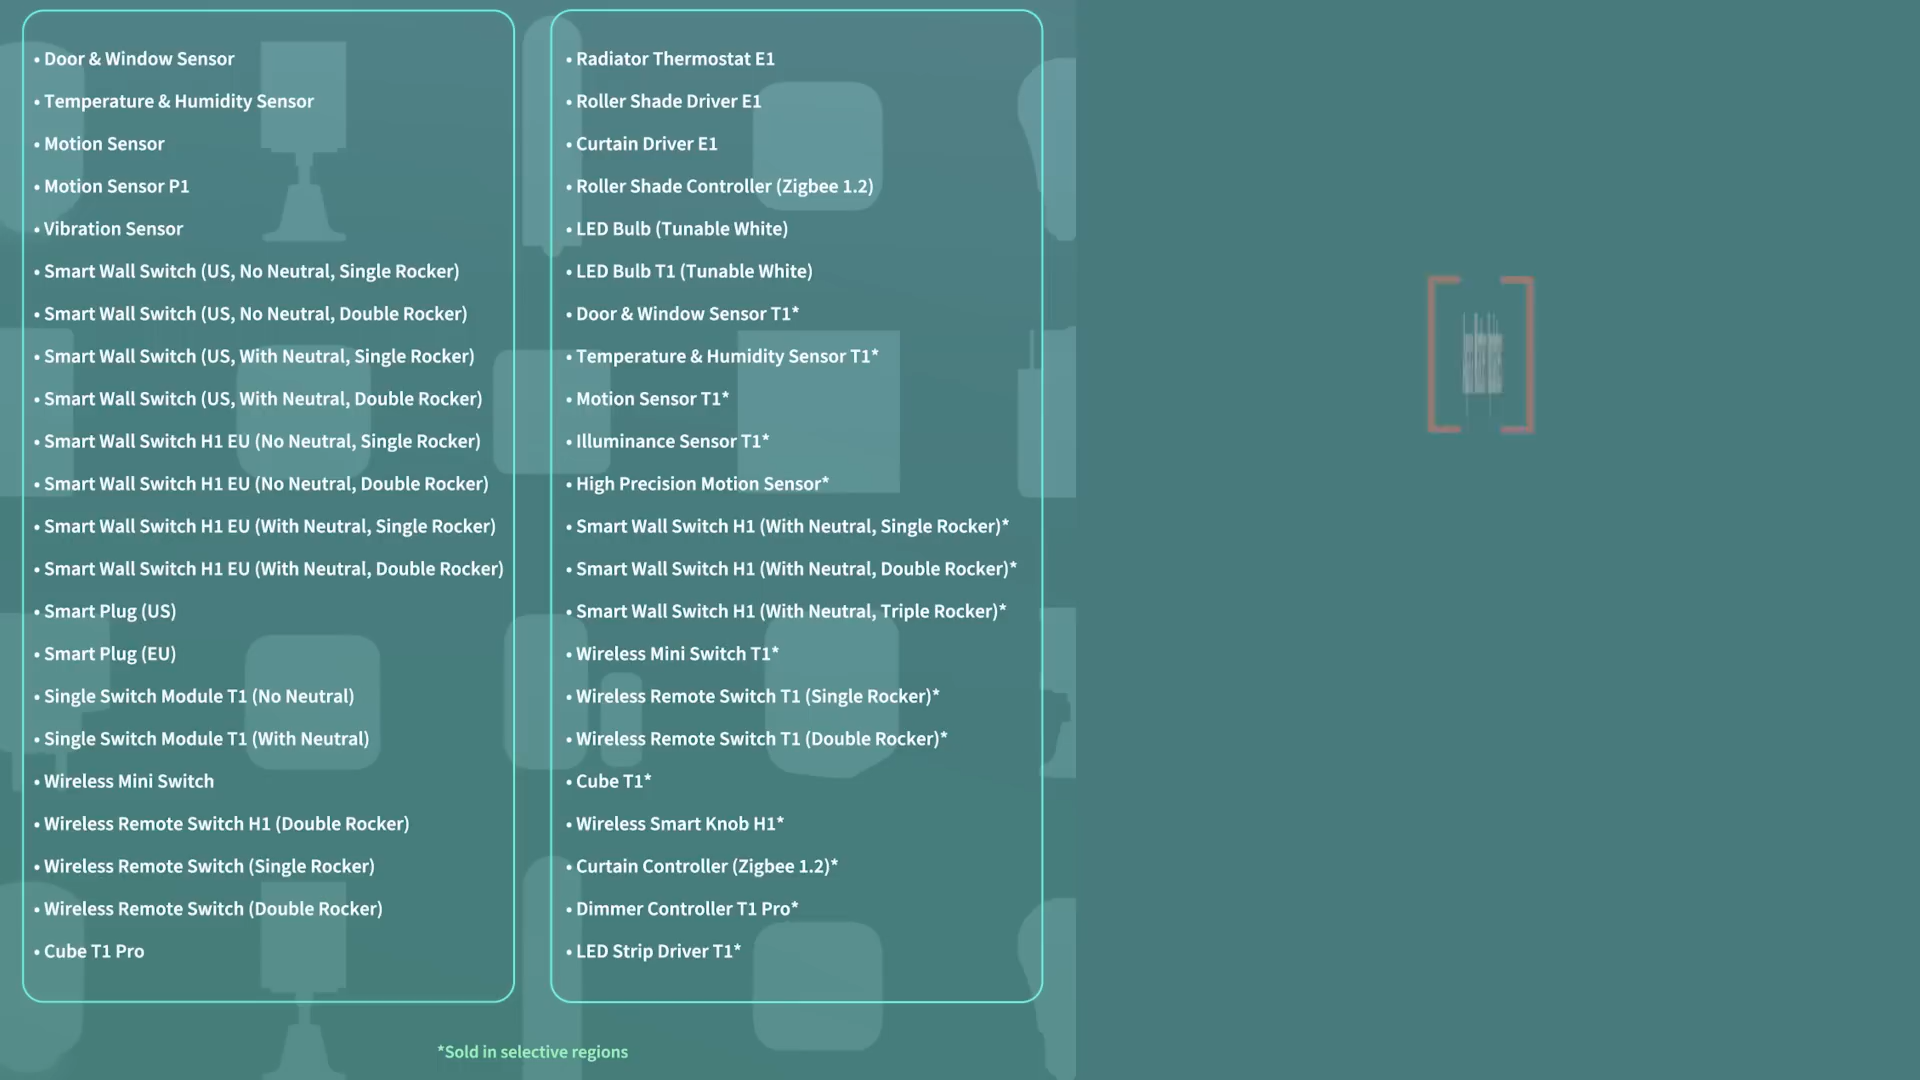 • Door & Window Sensor
• Temperature & Humidity Sensor
• Motion Sensor
• Motion Sensor P1
• Vibration Sensor
• Smart Wall Switch (US, No Neutral, Single Rocker)
• Smart Wall Switch (US, No Neutral, Double Rocker)
• Smart Wall Switch (US, With Neutral, Single Rocker)
• Smart Wall Switch (US, With Neutral, Double Rocker)
• Smart Wall Switch H1 EU (No Neutral, Single Rocker)
• Smart Wall Switch H1 EU (No Neutral, Double Rocker)
• Smart Wall Switch H1 EU (With Neutral, Single Rocker)
• Smart Wall Switch H1 EU (With Neutral, Double Rocker)
• Smart Plug (US)
• Smart Plug (EU)
• Single Switch Module T1 (No Neutral)
• Single Switch Module T1 (With Neutral)
• Wireless Mini Switch
• Wireless Remote Switch H1 (Double Rocker)
• Wireless Remote Switch (Single Rocker)
• Wireless Remote Switch (Double Rocker)
• Cube T1 Pro
• Radiator Thermostat E1
• Roller Shade Driver E1
• Curtain Driver E1
• Roller Shade Controller (Zigbee 1.2)
• LED Bulb (Tunable White)
• LED Bulb T1 (Tunable White)
• Door & Window Sensor T1*
• Temperature & Humidity Sensor T1*
• Motion Sensor T1*
• Illuminance Sensor T1*
• High Precision Motion Sensor*
• Smart Wall Switch H1 (With Neutral, Single Rocker)*
• Smart Wall Switch H1 (With Neutral, Double Rocker)*
• Smart Wall Switch H1 (With Neutral, Triple Rocker)*
• Wireless Mini Switch T1*
• Wireless Remote Switch T1 (Single Rocker)*
• Wireless Remote Switch T1 (Double Rocker)*
• Cube T1*
• Wireless Smart Knob H1*
• Curtain Controller (Zigbee 1.2)*
• Dimmer Controller T1 Pro*
• LED Strip Driver T1*
*Sold in selective regions